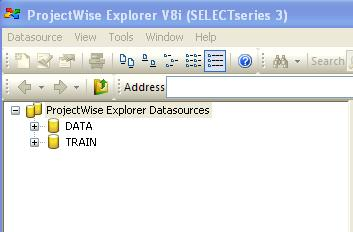 ProjectWise Explorer V8i (SELECTseries 3)
Datasource View Tools Window Help
Search
Address
ProjectWise Explorer Datasources
DATA
TRAIN